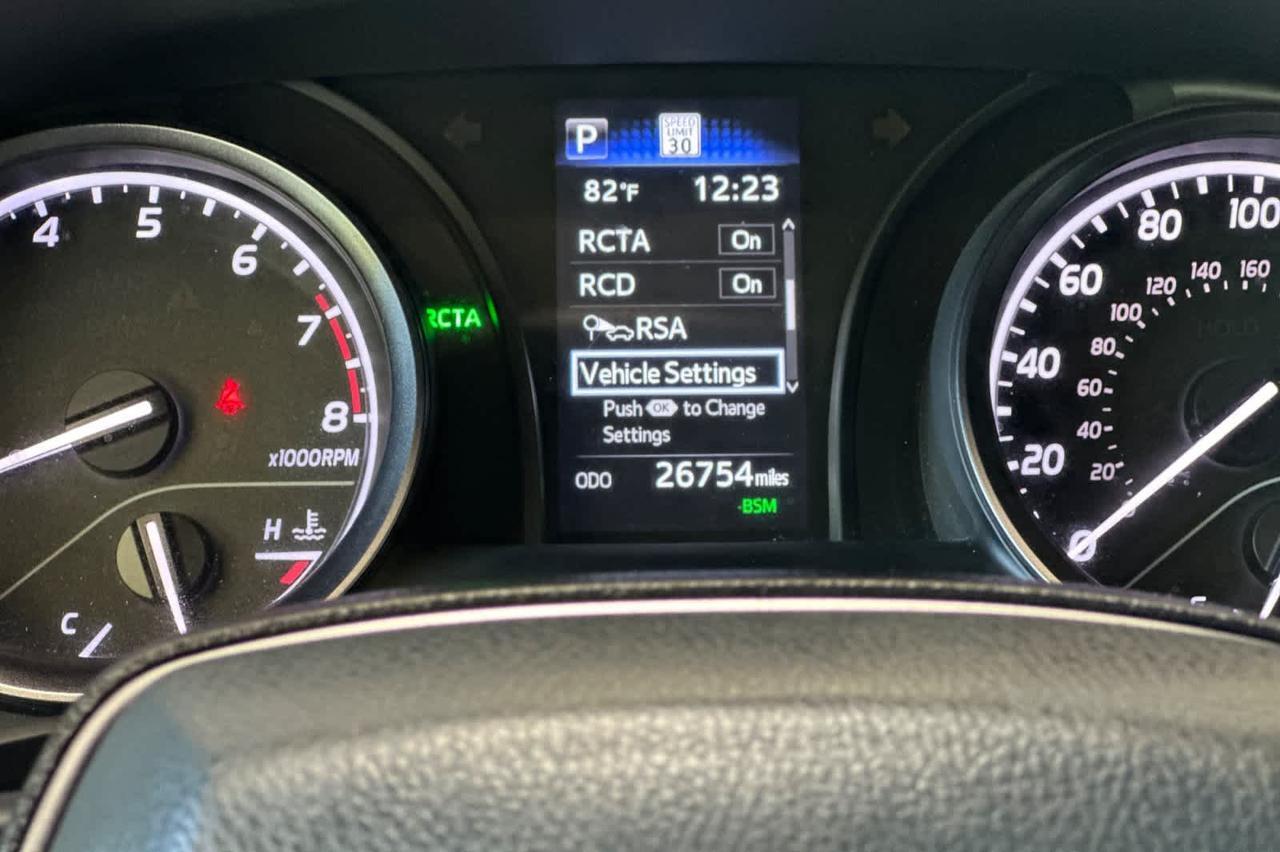 4
5
6
7
8
x1000RPM
H
C
RCTA
P
SPEED
LIMIT
30
82°F 12:23
RCTA On
RCD On
RSA
Vehicle Settings
Push OK to Change
Settings
ODO 26754 miles
BSM
0
20
40
60
80
100
20
40
60
80
100
120
140
160
HOLD